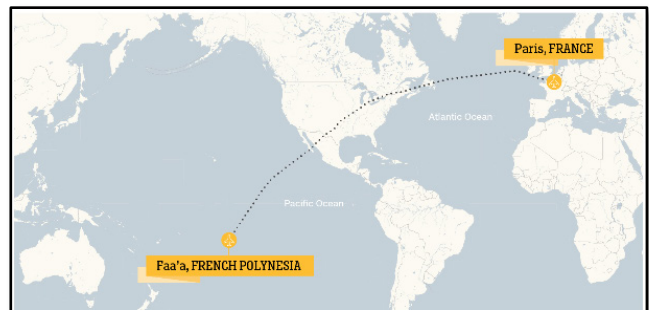 Paris, FRANCE
Atlantic Ocean
Pacific Ocean
Faa'a, FRENCH POLYNESIA